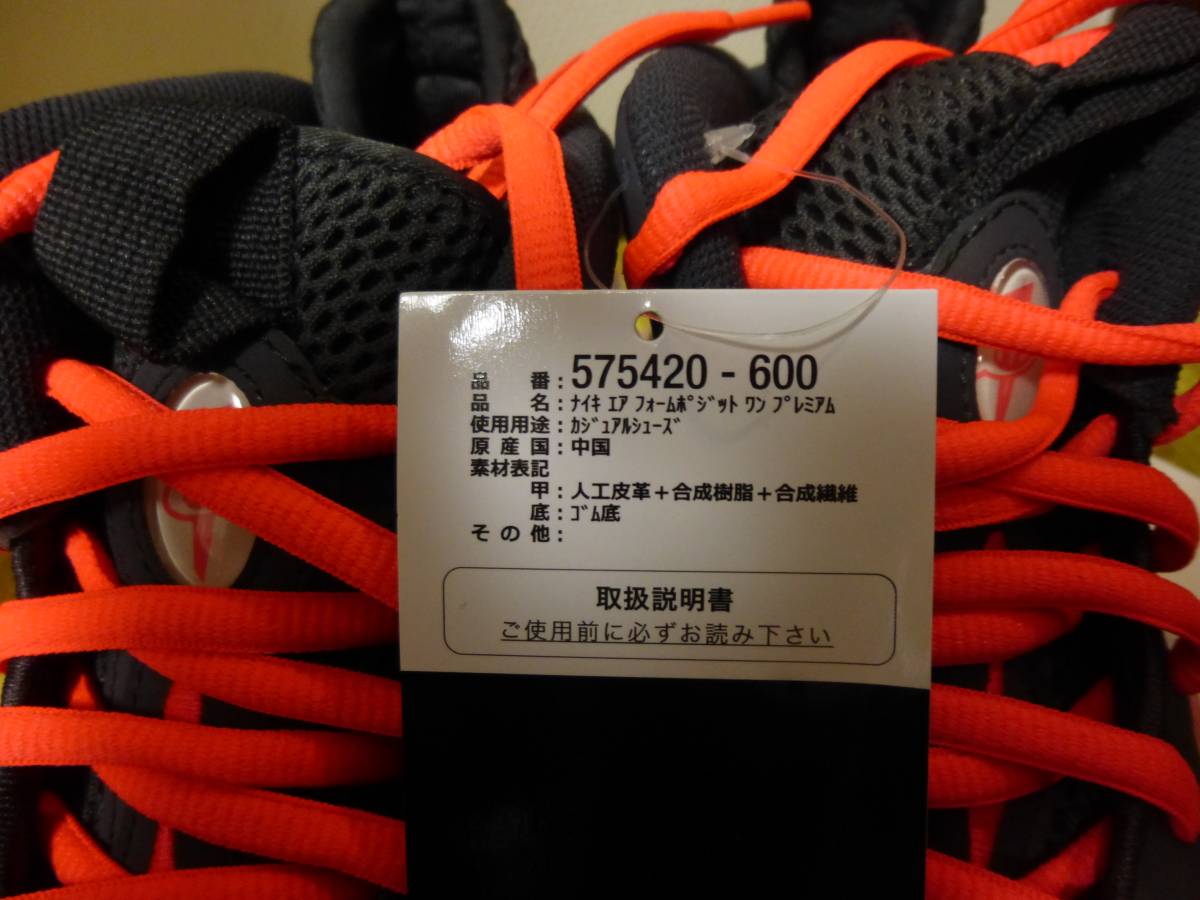 品 番：575420 - 600
品 名：ﾅｲｷ ｴｱ ﾌｫｰﾑﾎﾟｼﾞｯﾄ ﾜﾝ ﾌﾟﾚﾐｱﾑ
使用用途：ｶｼﾞｭｱﾙｼｭｰｽﾞ
原 産 国：中国
素材表記
甲：人工皮革＋合成樹脂＋合成繊維
底：ｺﾞﾑ底
そ の 他：
取扱説明書
ご使用前に必ずお読み下さい